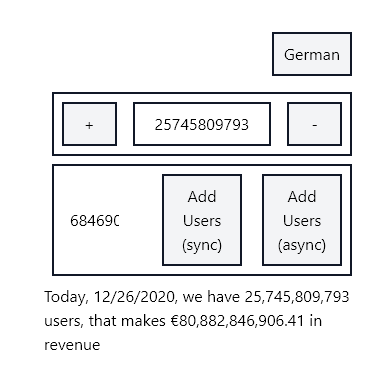 German
+ 25745809793 -
68469
Add
Users
(sync)
Add
Users
(async)
Today, 12/26/2020, we have 25,745,809,793
users, that makes €80,882,846,906.41 in
revenue